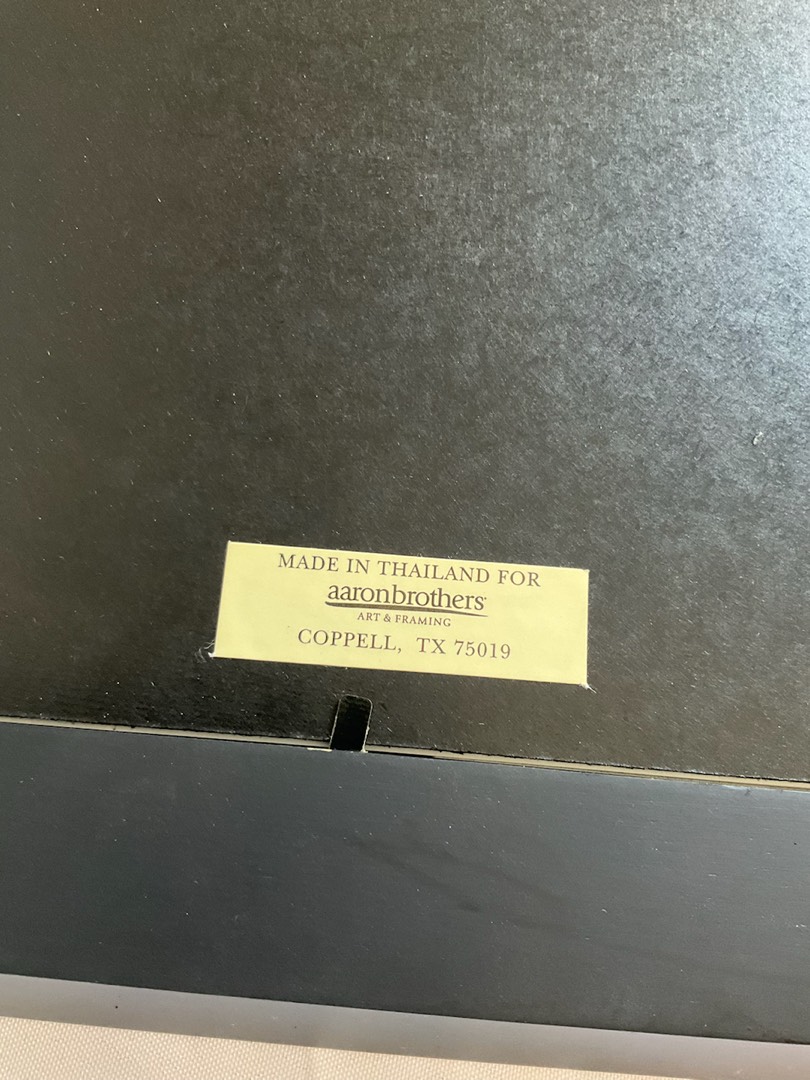 MADE IN THAILAND FOR
aaronbrothers
ART & FRAMING
COPPELL, TX 75019